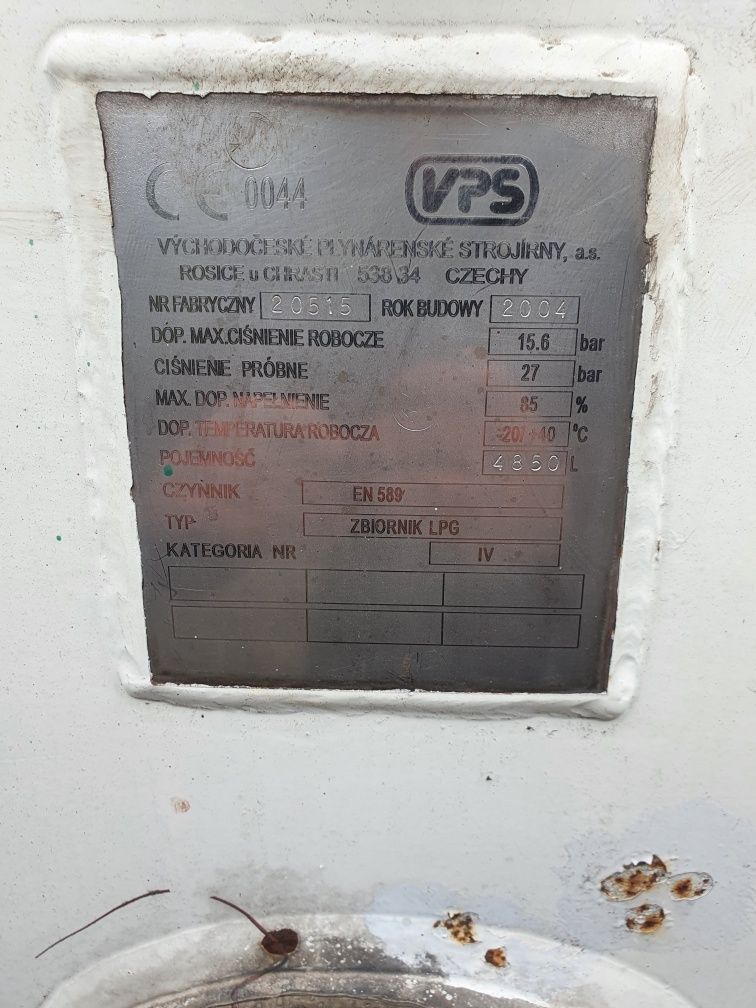 CE 0044 VPS
VÝCHODOČESKÉ PLYNÁRENSKÉ STROJÍRNY, a.s.
ROSICE u CHRASTI 538 34 CZECHY
NR FABRYCZNY 20515 ROK BUDOWY 2004
DÓP. MAX.CIŚNIENIE ROBOCZE 15.6 bar
CIŚNIENIE PRÓBNE 27 bar
MAX. DOP. NAPEŁNIENIE 85 %
DOP. TEMPERATURA ROBOCZA -20/+40 °C
POJEMNOŚĆ 4850 L
CZYNNIK EN 589
TYP ZBIORNIK LPG
KATEGORIA NR IV